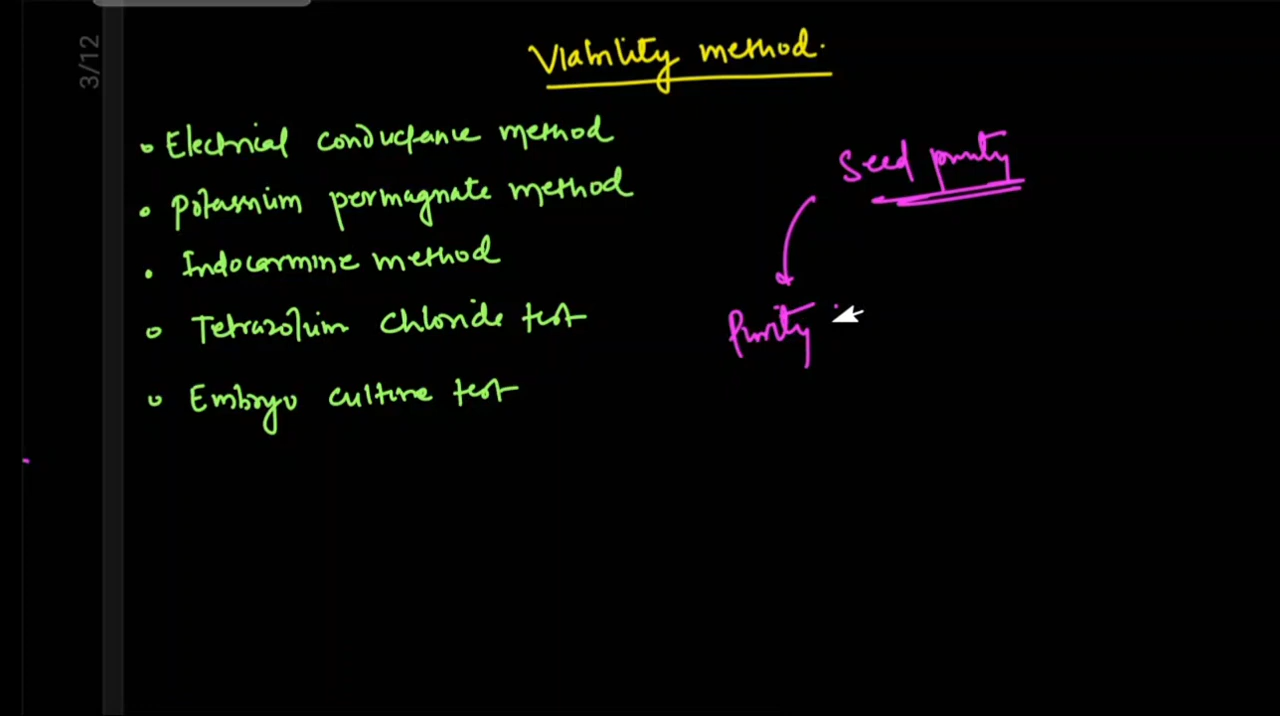 3/12
Viability method.
• Electrical conductance method
• Potassium permagnate method
• Indocarmine method
• Tetrazolium chloride test
• Embryo culture test
Seed purity
Purity